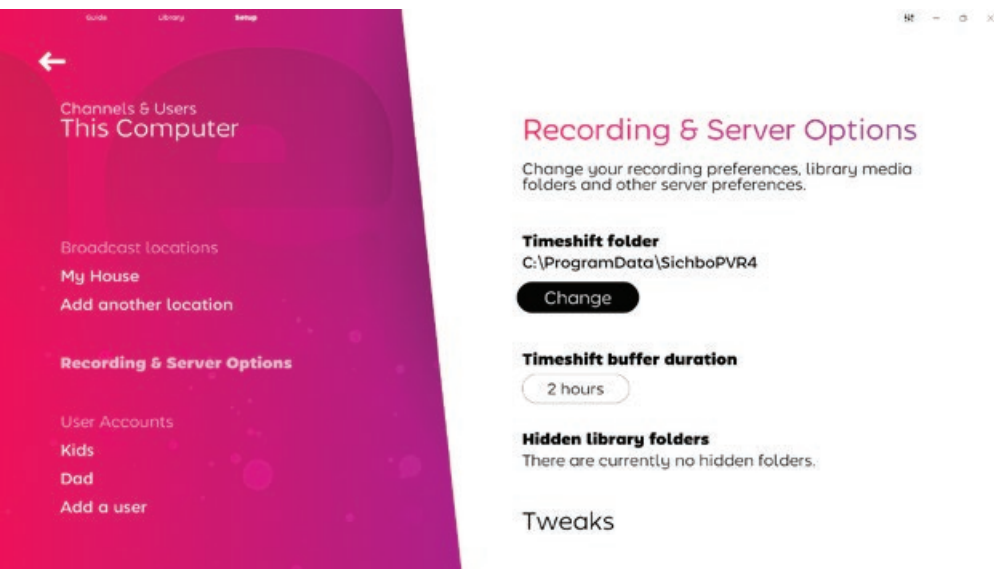 Guide Library Setup
Channels & Users
This Computer
Broadcast locations
My House
Add another location
Recording & Server Options
User Accounts
Kids
Dad
Add a user
Recording & Server Options
Change your recording preferences, library media
folders and other server preferences.
Timeshift folder
C:\ProgramData\SichboPVR4
Change
Timeshift buffer duration
2 hours
Hidden library folders
There are currently no hidden folders.
Tweaks